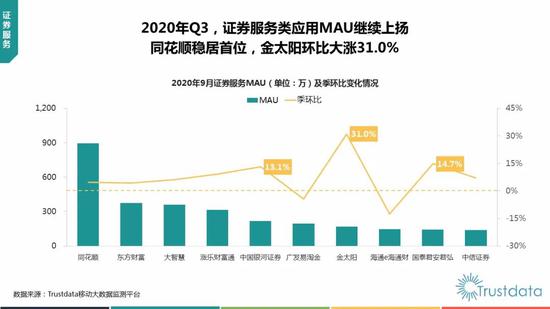 证券服务
2020年Q3，证券服务类应用MAU继续上扬
同花顺稳居首位，金太阳环比大涨31.0%
2020年9月证券服务MAU（单位：万）及季环比变化情况
MAU 季环比
1,200
900
600
300
0
45%
30%
15%
0%
-15%
-30%
13.1%
31.0%
14.7%
同花顺 东方财富 大智慧 涨乐财富通 中国银河证券 广发易淘金 金太阳 海通e海通财 国泰君安君弘 中信证券
数据来源：Trustdata移动大数据监测平台
Trustdata